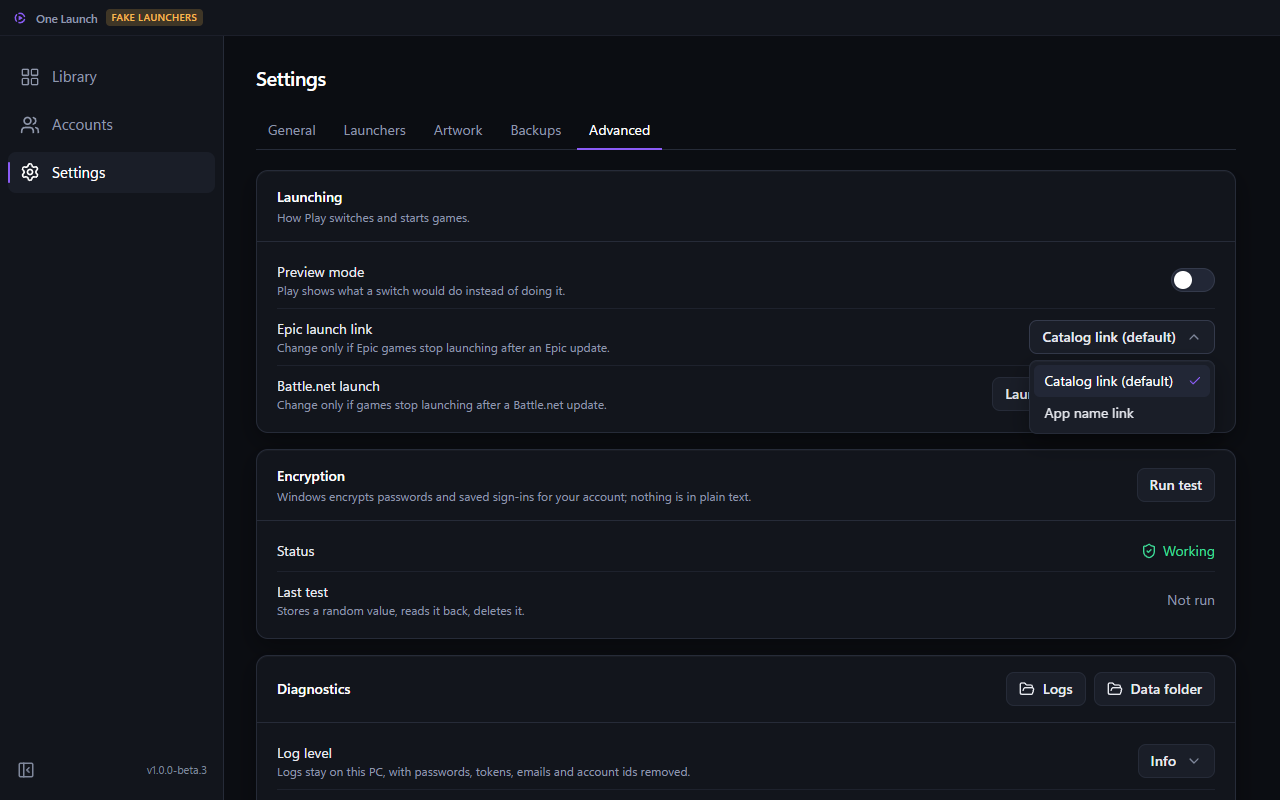 One Launch FAKE LAUNCHERS
Library
Accounts
Settings
v1.0.0-beta.3
Settings
General Launchers Artwork Backups Advanced
Launching
How Play switches and starts games.
Preview mode
Play shows what a switch would do instead of doing it.
Epic launch link
Change only if Epic games stop launching after an Epic update.
Catalog link (default)
Catalog link (default)
App name link
Battle.net launch
Change only if games stop launching after a Battle.net update.
Encryption
Windows encrypts passwords and saved sign-ins for your account; nothing is in plain text.
Run test
Status
Working
Last test
Stores a random value, reads it back, deletes it.
Not run
Diagnostics
Logs
Data folder
Log level
Logs stay on this PC, with passwords, tokens, emails and account ids removed.
Info